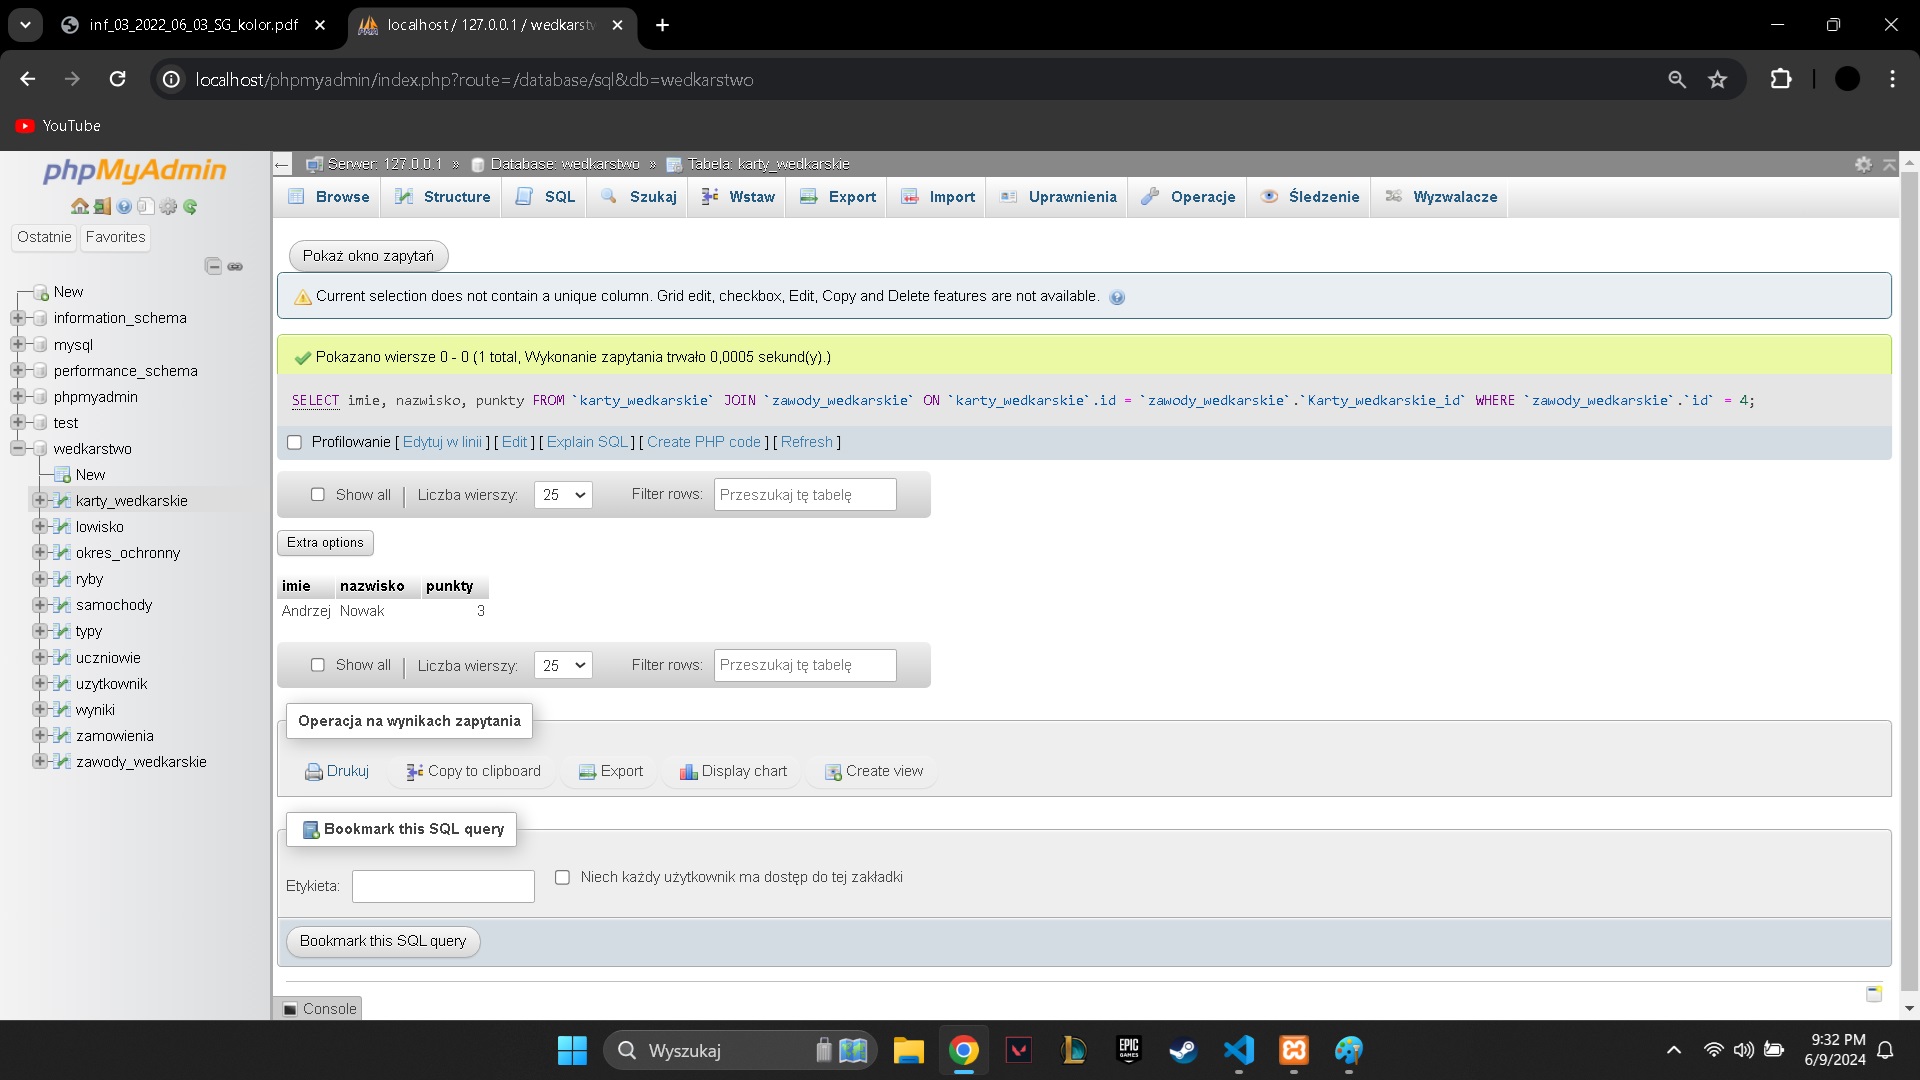 inf_03_2022_06_03_SG_kolor.pdf
localhost / 127.0.0.1 / wedkarstw
localhost/phpmyadmin/index.php?route=/database/sql&db=wedkarstwo
YouTube
phpMyAdmin
Ostatnie Favorites
New
information_schema
mysql
performance_schema
phpmyadmin
test
wedkarstwo
New
karty_wedkarskie
lowisko
okres_ochronny
ryby
samochody
typy
uczniowie
uzytkownik
wyniki
zamowienia
zawody_wedkarskie
Serwer: 127.0.0.1 » Database: wedkarstwo » Tabela: karty_wedkarskie
Browse Structure SQL Szukaj Wstaw Export Import Uprawnienia Operacje Śledzenie Wyzwalacze
Pokaż okno zapytań
Current selection does not contain a unique column. Grid edit, checkbox, Edit, Copy and Delete features are not available.
Pokazano wiersze 0 - 0 (1 total, Wykonanie zapytania trwało 0,0005 sekund(y).)
SELECT imie, nazwisko, punkty FROM `karty_wedkarskie` JOIN `zawody_wedkarskie` ON `karty_wedkarskie`.id = `zawody_wedkarskie`.`Karty_wedkarskie_id` WHERE `zawody_wedkarskie`.`id` = 4;
Profilowanie [ Edytuj w linii ] [ Edit ] [ Explain SQL ] [ Create PHP code ] [ Refresh ]
Show all | Liczba wierszy: 25 Filter rows: Przeszukaj tę tabelę
Extra options
imie nazwisko punkty
Andrzej Nowak 3
Show all | Liczba wierszy: 25 Filter rows: Przeszukaj tę tabelę
Operacja na wynikach zapytania
Drukuj Copy to clipboard Export Display chart Create view
Bookmark this SQL query
Etykieta: Niech każdy użytkownik ma dostęp do tej zakładki
Bookmark this SQL query
Console
Wyszukaj
EPIC
GAMES
9:32 PM
6/9/2024